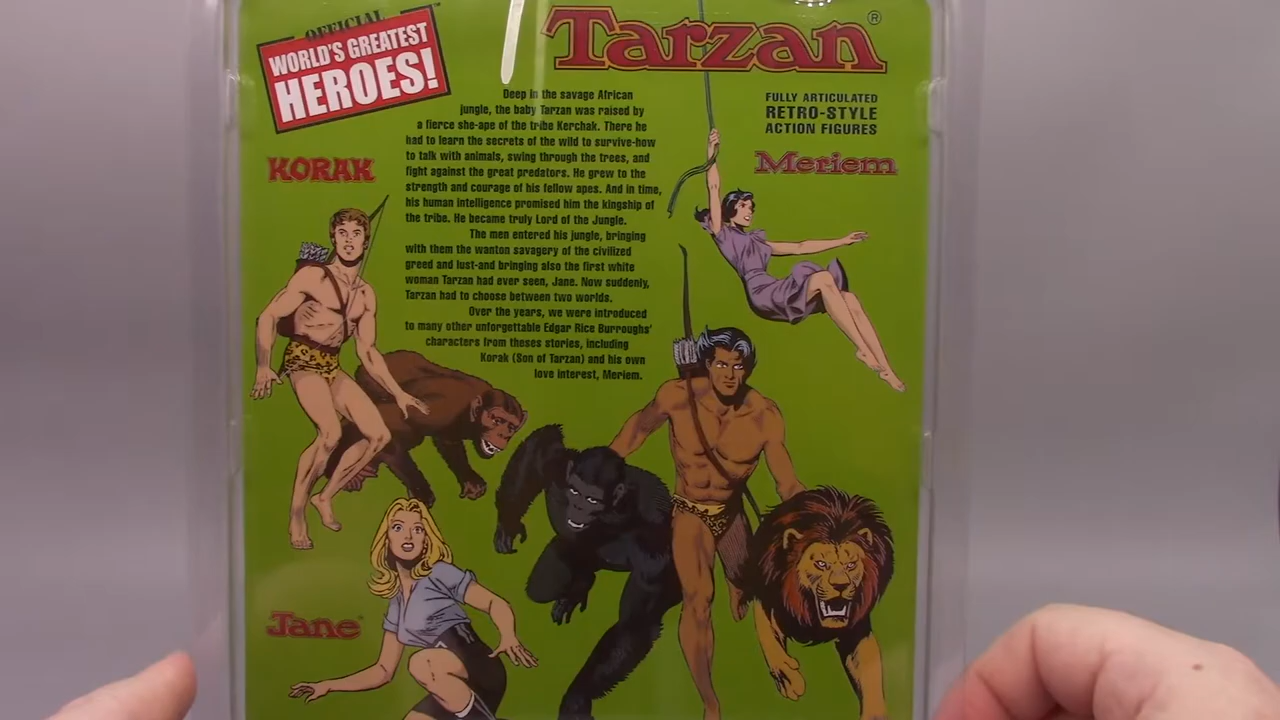 OFFICIAL
WORLD'S GREATEST
HEROES!
Tarzan®
FULLY ARTICULATED
RETRO-STYLE
ACTION FIGURES
KORAK
Meriem
Deep in the savage African
jungle, the baby Tarzan was raised by
a fierce she-ape of the tribe Kerchak. There he
had to learn the secrets of the wild to survive-how
to talk with animals, swing through the trees, and
fight against the great predators. He grew to the
strength and courage of his fellow apes. And in time,
his human intelligence promised him the kingship of
the tribe. He became truly Lord of the Jungle.
The men entered his jungle, bringing
with them the wanton savagery of the civilized
greed and lust-and bringing also the first white
woman Tarzan had ever seen, Jane. Now suddenly,
Tarzan had to choose between two worlds.
Over the years, we were introduced
to many other unforgettable Edgar Rice Burroughs'
characters from theses stories, including
Korak (Son of Tarzan) and his own
love interest, Meriem.
Jane®